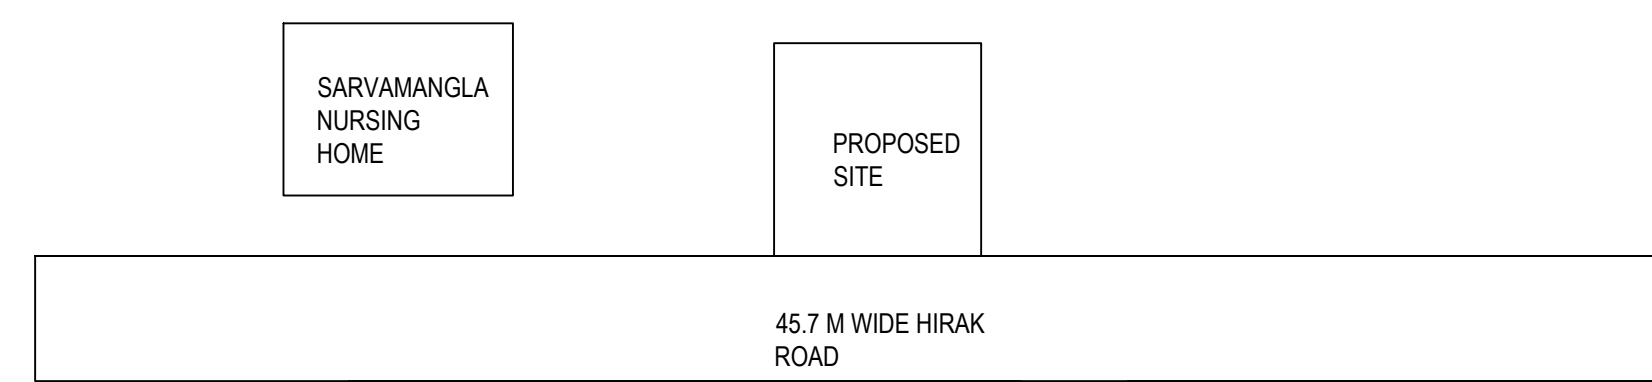 SARVAMANGLA
NURSING
HOME
PROPOSED
SITE
45.7 M WIDE HIRAK
ROAD